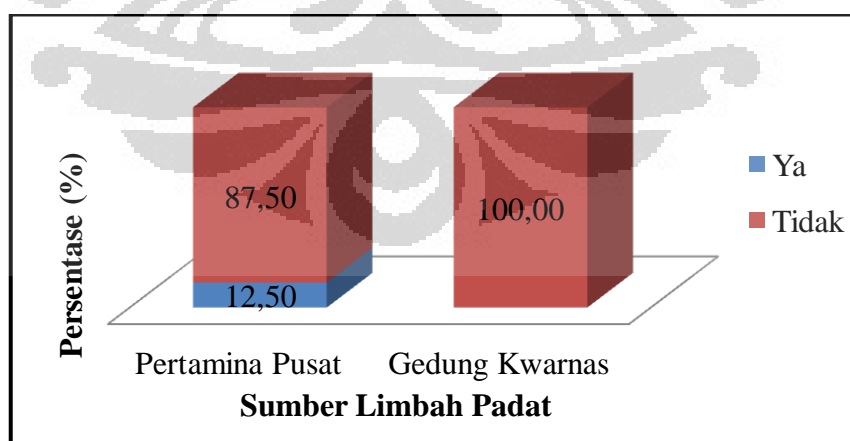 Persentase (%)
87,50
100,00
12,50
Ya
Tidak
Pertamina Pusat
Gedung Kwarnas
Sumber Limbah Padat